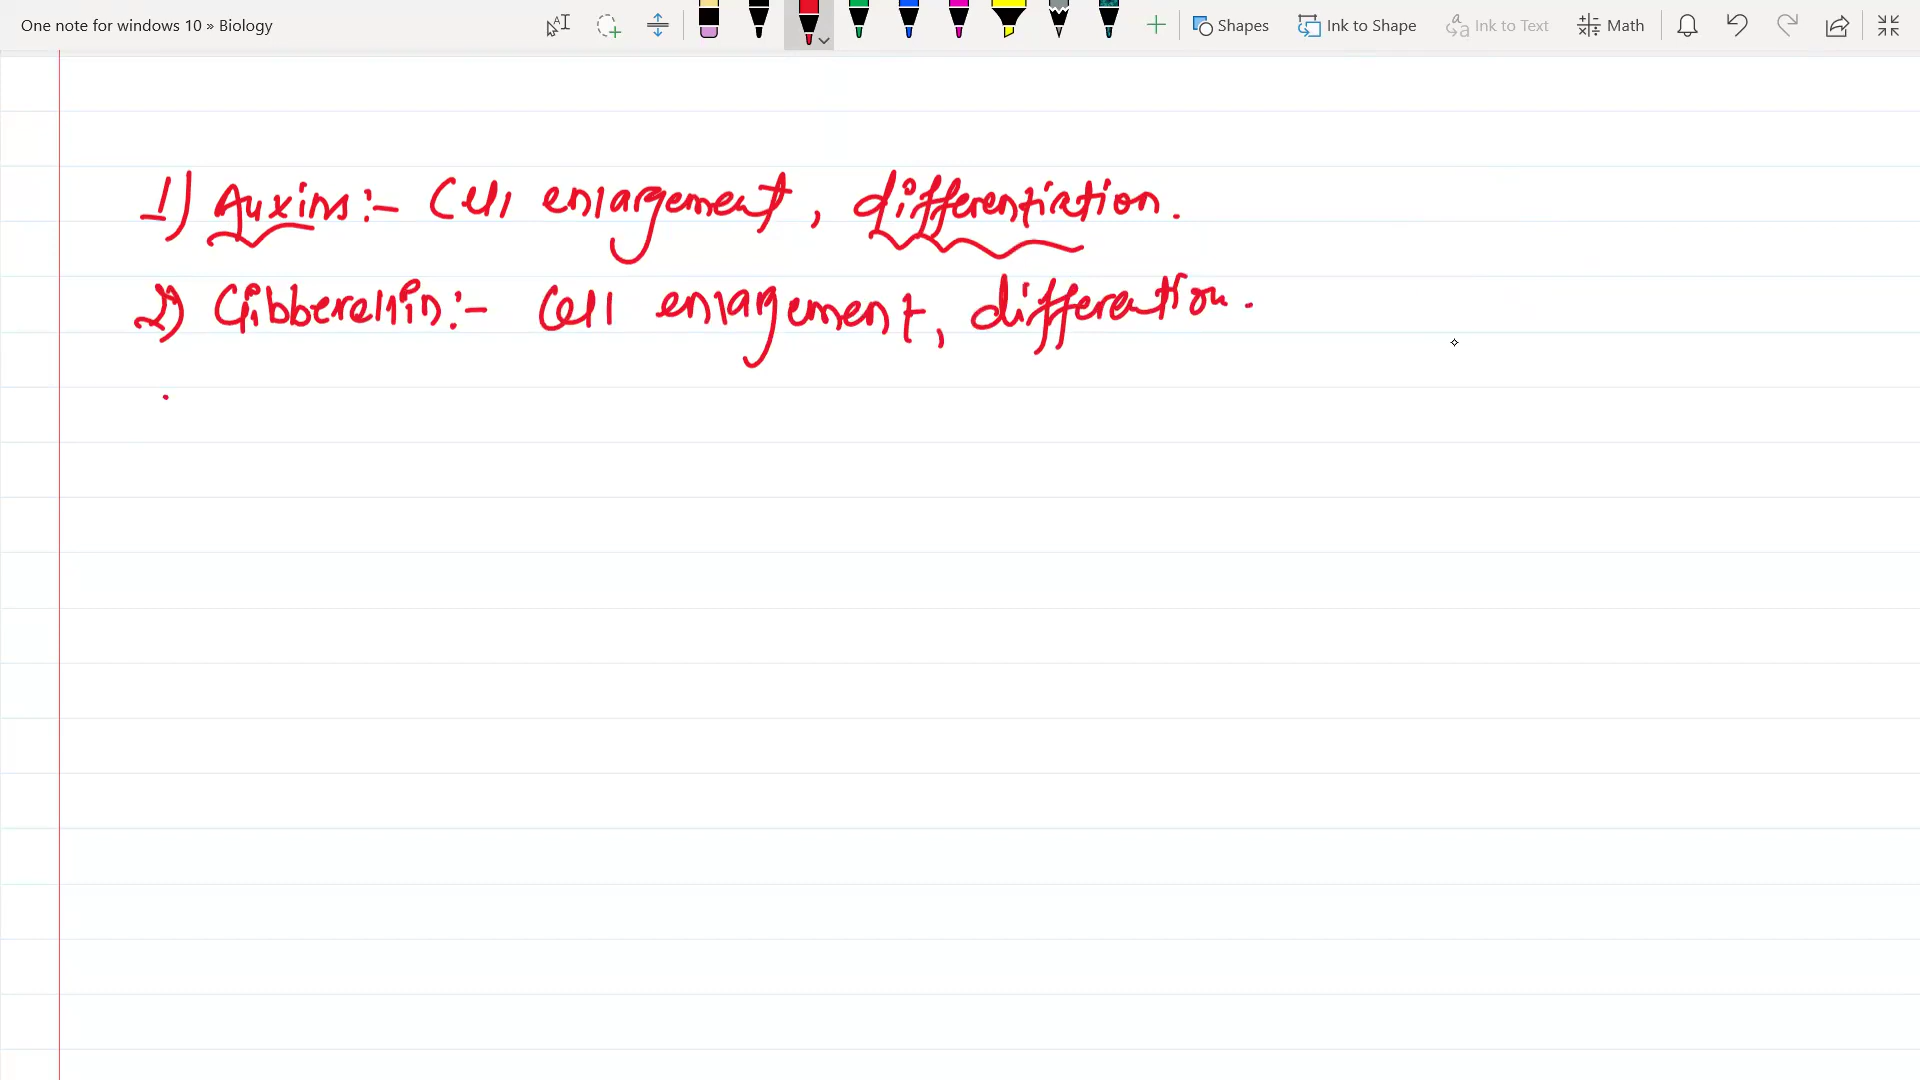 One note for windows 10 » Biology
Shapes Ink to Shape Ink to Text Math
1) Auxins:- Cell enlargement, differentiation.
2) Gibberellin:- Cell enlargement, differention.